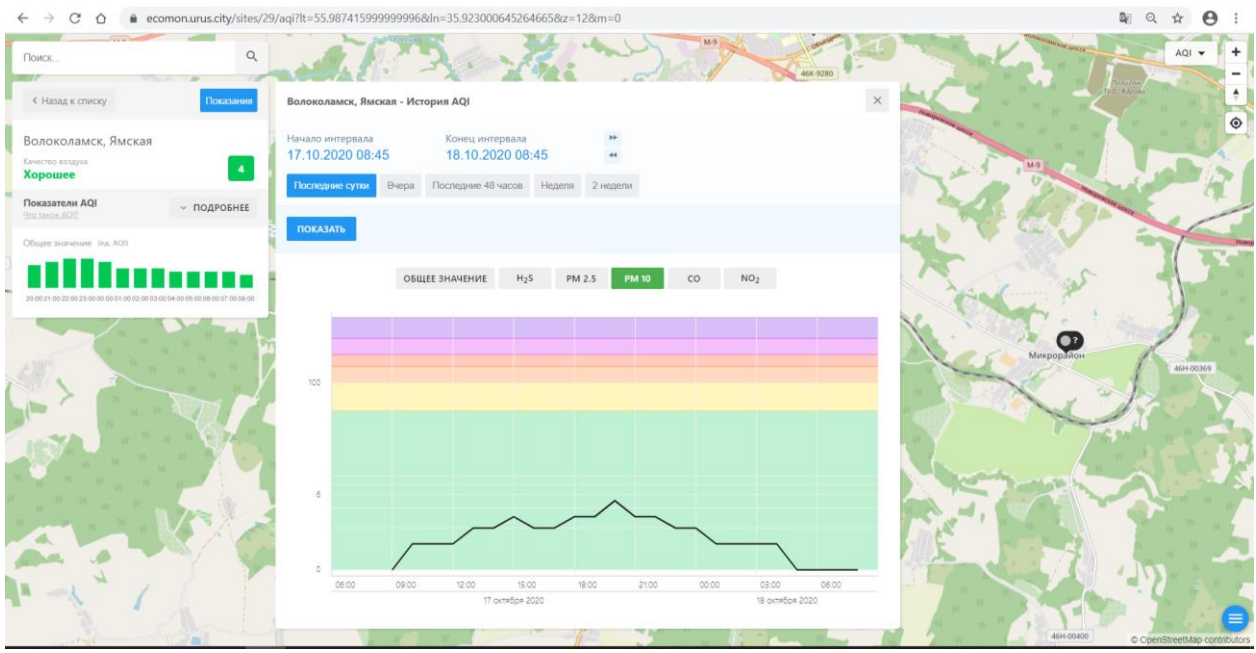 ecomon.urus.city/sites/29/aqi?lt=55.987415999999996&ln=35.923000645264665&z=12&m=0
Поиск...
AQI
М-9
46К-9280
Новорижское шоссе
М-9
Микрорайон
46Н-00369
46Н-00400
© OpenStreetMap contributors
Назад к списку
Показания
Волоколамск, Ямская
Качество воздуха
Хорошее
4
Показатели AQI
Что такое AQI?
ПОДРОБНЕЕ
Общее значение (ед. AQI)
20:00 21:00 22:00 23:00 00:00 01:00 02:00 03:00 04:00 05:00 06:00 07:00 08:00
Волоколамск, Ямская - История AQI
Начало интервала
Конец интервала
17.10.2020 08:45
18.10.2020 08:45
Последние сутки Вчера Последние 48 часов Неделя 2 недели
ПОКАЗАТЬ
ОБЩЕЕ ЗНАЧЕНИЕ H₂S PM 2.5 PM 10 CO NO₂
100
5
0
06:00 09:00 12:00 15:00 18:00 21:00 00:00 03:00 06:00
17 октября 2020 18 октября 2020